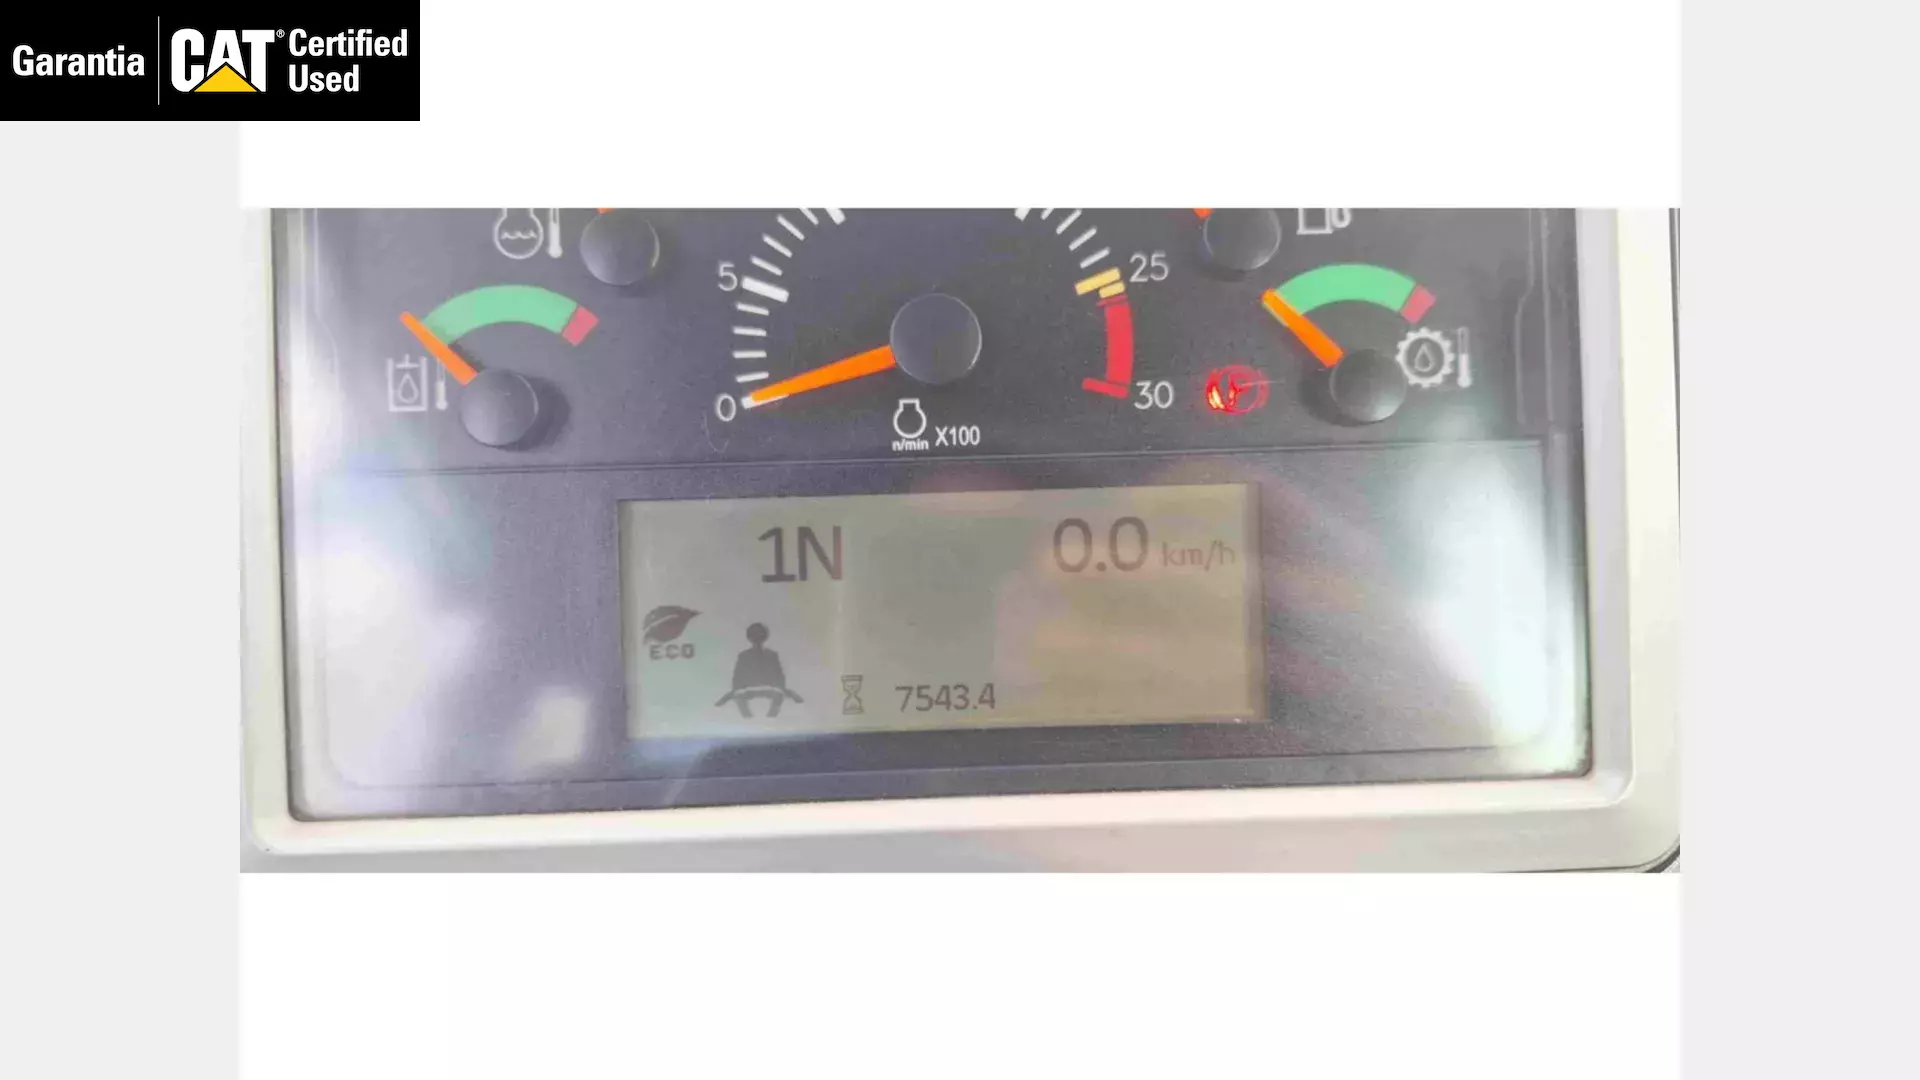 Garantia
CAT® Certified
Used
5
25
0
30
n/min X100
1N
0.0 km/h
ECO
7543.4